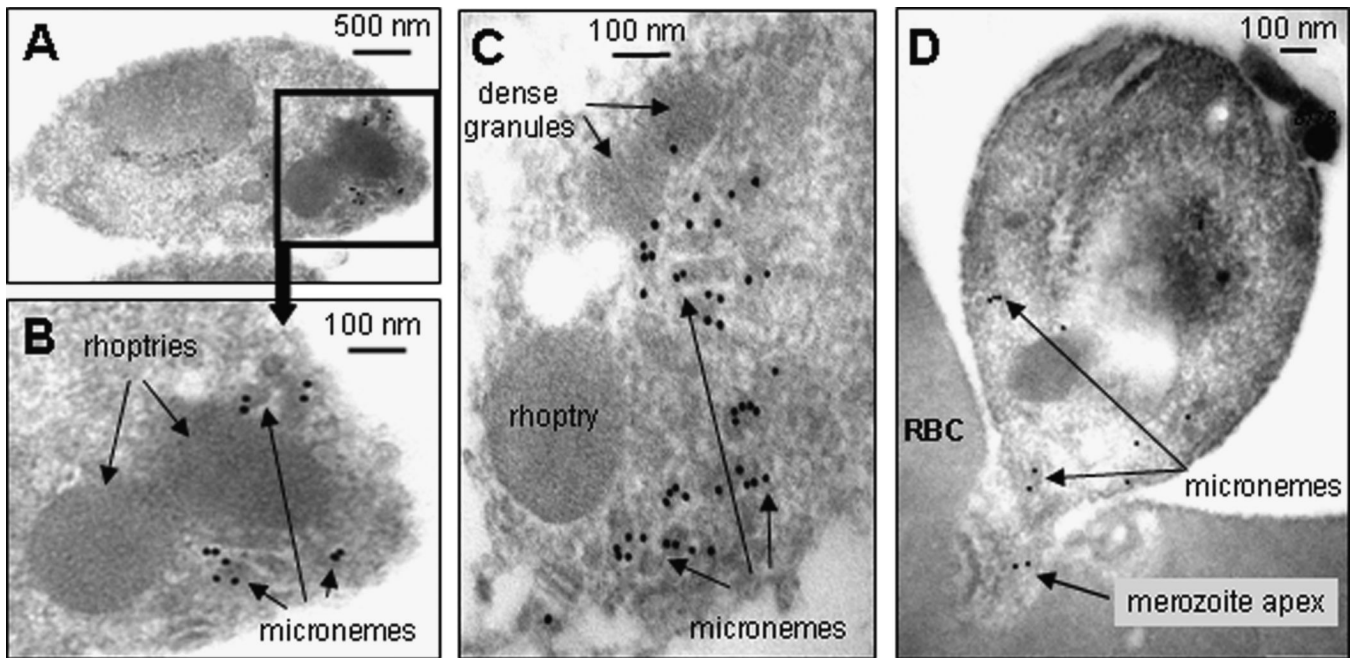 A
500 nm
B
100 nm
rhoptries
micronemes
C
100 nm
dense
granules
rhoptry
micronemes
D
100 nm
RBC
micronemes
merozoite apex